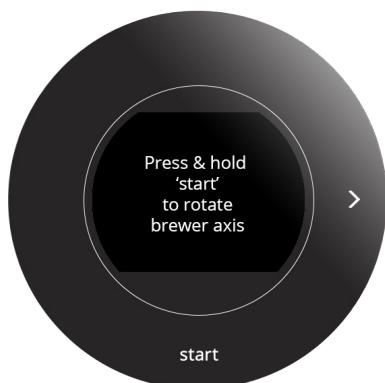 Press & hold
‘start’
to rotate
brewer axis
start